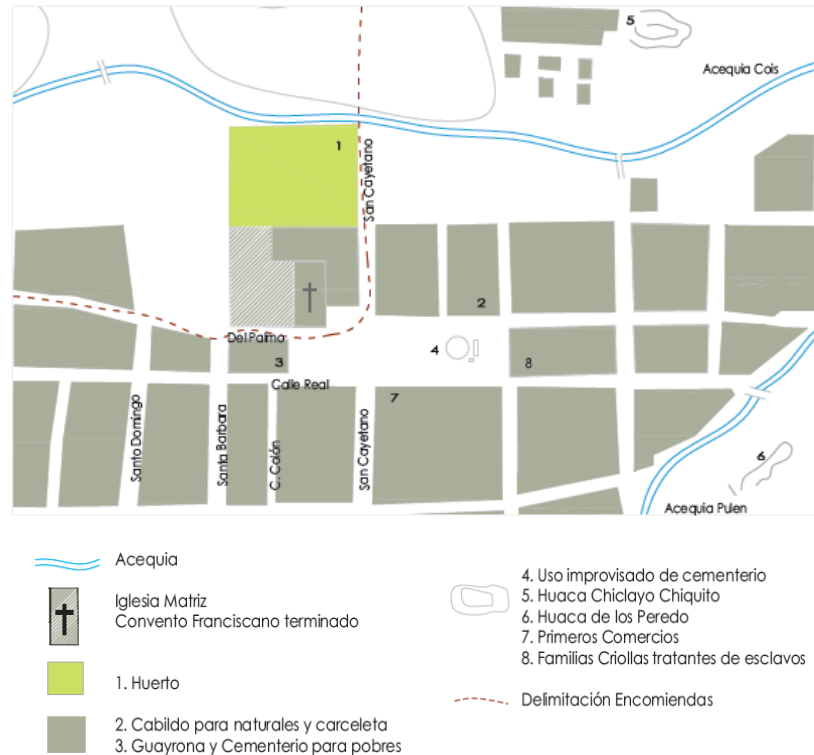 5
Acequia Cois
1
San Cayetano
2
Del Palmo
4
3
8
Calle Real
7
Santo Domingo
Santa Barbara
C. Colón
San Cayetano
6
Acequia Pulen
Acequia
Iglesia Matriz
Convento Franciscano terminado
1. Huerto
2. Cabildo para naturales y carceleta
3. Guayrona y Cementerio para pobres
4. Uso improvisado de cementerio
5. Huaca Chiclayo Chiquito
6. Huaca de los Peredo
7. Primeros Comercios
8. Familias Criollas tratantes de esclavos
Delimitación Encomiendas